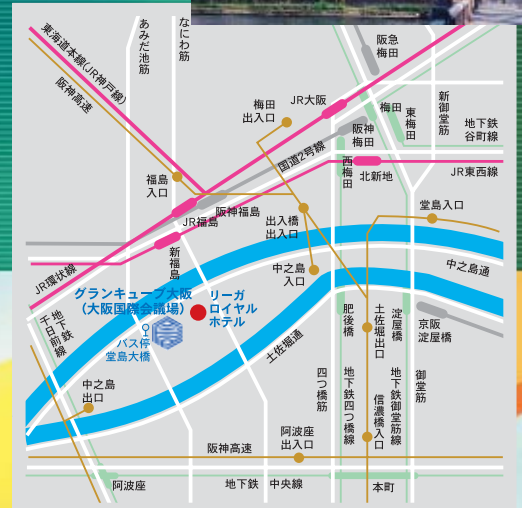 なにわ筋
あみだ池筋
東海道本線(JR神戸線)
阪神高速
阪急
梅田
梅田
出入口
JR大阪
梅田
東梅田
新御堂筋
地下鉄
谷町線
阪神
梅田
国道2号線
西梅田
北新地
JR東西線
福島
入口
阪神福島
JR福島
出入橋
出入口
堂島入口
新福島
中之島
入口
中之島通
JR環状線
グランキューブ大阪
(大阪国際会議場)
リーガ
ロイヤル
ホテル
バス停
堂島大橋
地下鉄
千日前線
土佐堀通
肥後橋
土佐堀出口
淀屋橋
京阪
淀屋橋
中之島
出口
四つ橋筋
地下鉄四つ橋線
信濃橋入口
地下鉄御堂筋線
御堂筋
阿波座
出入口
阪神高速
阿波座
地下鉄 中央線
本町